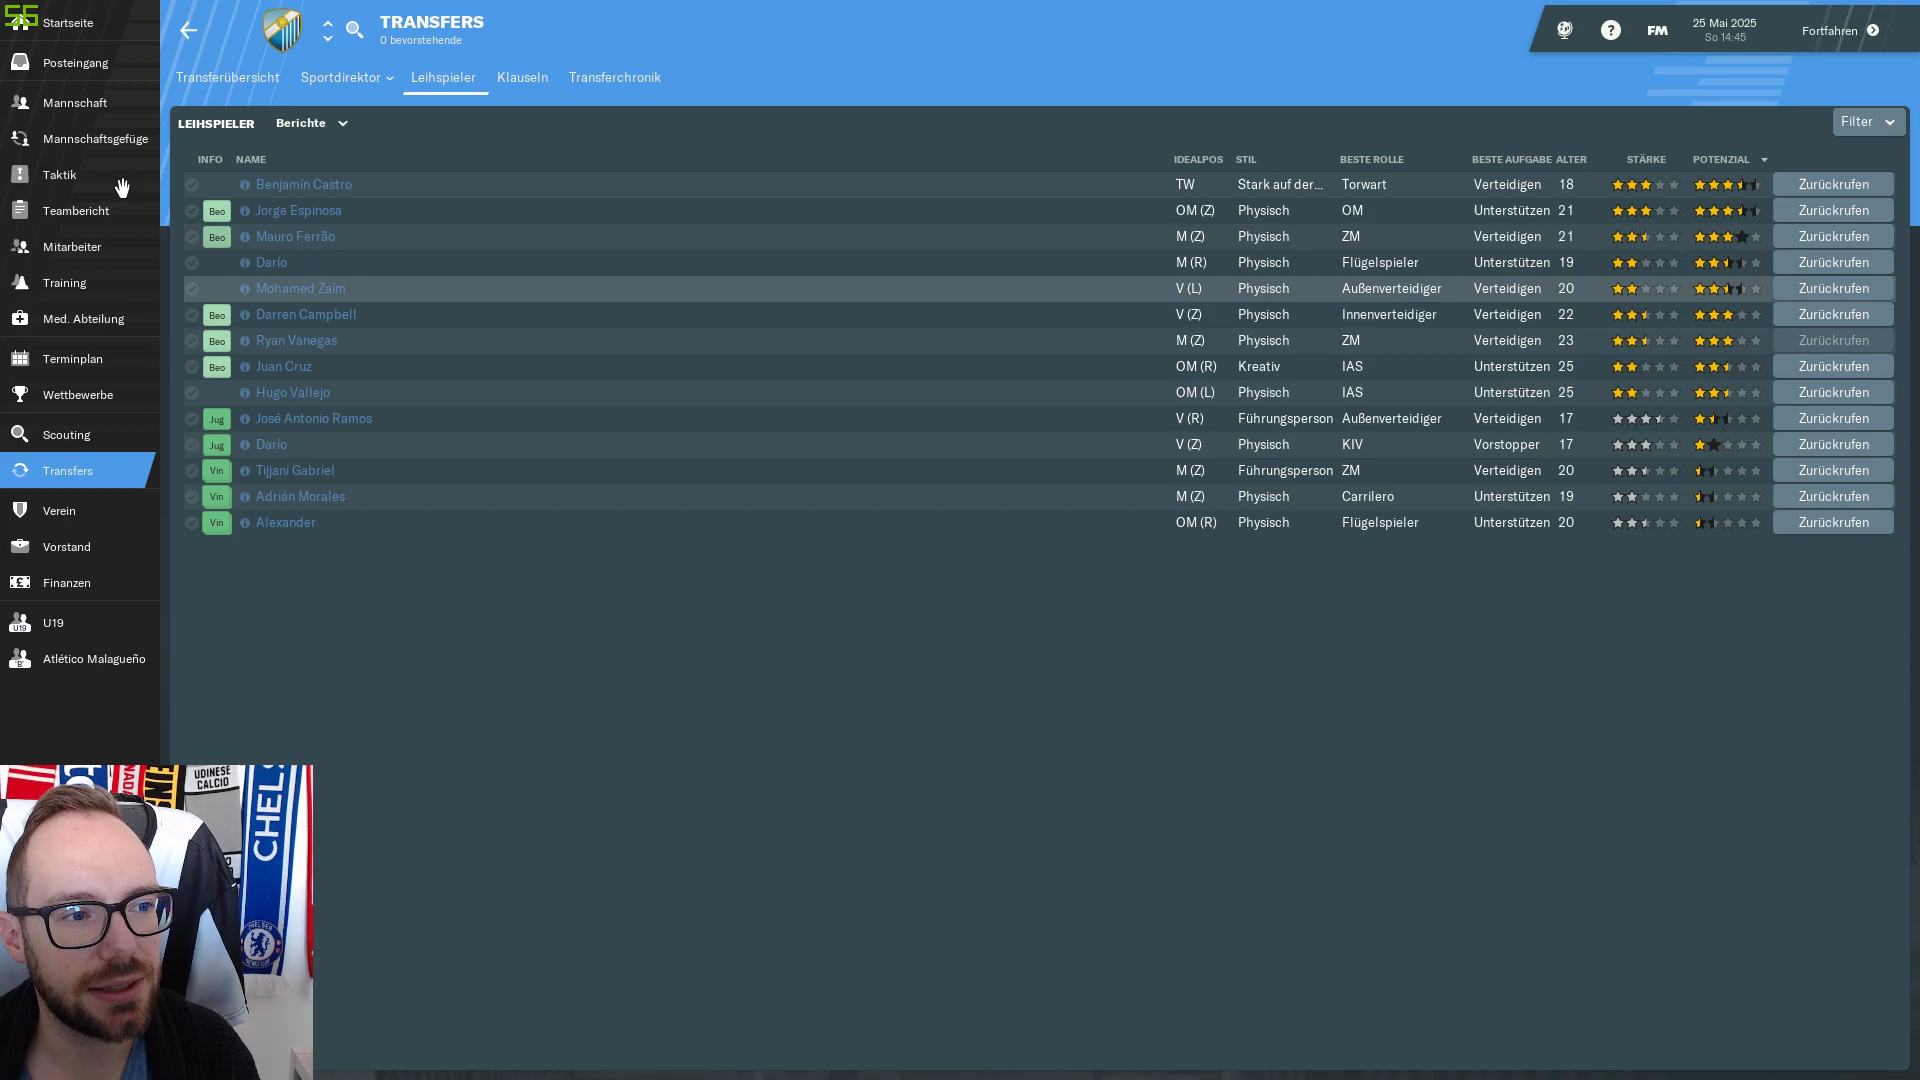 56
Startseite
Posteingang
Mannschaft
Mannschaftsgefüge
Taktik
Teambericht
Mitarbeiter
Training
Med. Abteilung
Terminplan
Wettbewerbe
Scouting
Transfers
Verein
Vorstand
Finanzen
U19
U19
"B" Atlético Malagueño
TRANSFERS
0 bevorstehende
? FM 25 Mai 2025 Fortfahren
So 14:45
Transferübersicht Sportdirektor Leihspieler Klauseln Transferchronik
LEIHSPIELER Berichte Filter
INFO NAME IDEALPOS STIL BESTE ROLLE BESTE AUFGABE ALTER STÄRKE POTENZIAL
Benjamín Castro TW Stark auf der... Torwart Verteidigen 18 Zurückrufen
Beo Jorge Espinosa OM (Z) Physisch OM Unterstützen 21 Zurückrufen
Beo Mauro Ferrão M (Z) Physisch ZM Verteidigen 21 Zurückrufen
Darío M (R) Physisch Flügelspieler Unterstützen 19 Zurückrufen
Mohamed Zaïm V (L) Physisch Außenverteidiger Verteidigen 20 Zurückrufen
Beo Darren Campbell V (Z) Physisch Innenverteidiger Verteidigen 22 Zurückrufen
Beo Ryan Vanegas M (Z) Physisch ZM Verteidigen 23 Zurückrufen
Beo Juan Cruz OM (R) Kreativ IAS Unterstützen 25 Zurückrufen
Hugo Vallejo OM (L) Physisch IAS Unterstützen 25 Zurückrufen
Jug José Antonio Ramos V (R) Führungsperson Außenverteidiger Verteidigen 17 Zurückrufen
Jug Darío V (Z) Physisch KIV Vorstopper 17 Zurückrufen
Vin Tijjani Gabriel M (Z) Führungsperson ZM Verteidigen 20 Zurückrufen
Vin Adrián Morales M (Z) Physisch Carrilero Unterstützen 19 Zurückrufen
Vin Alexander OM (R) Physisch Flügelspieler Unterstützen 20 Zurückrufen
UDINESE
CALCIO
CHELS
CHELSEA